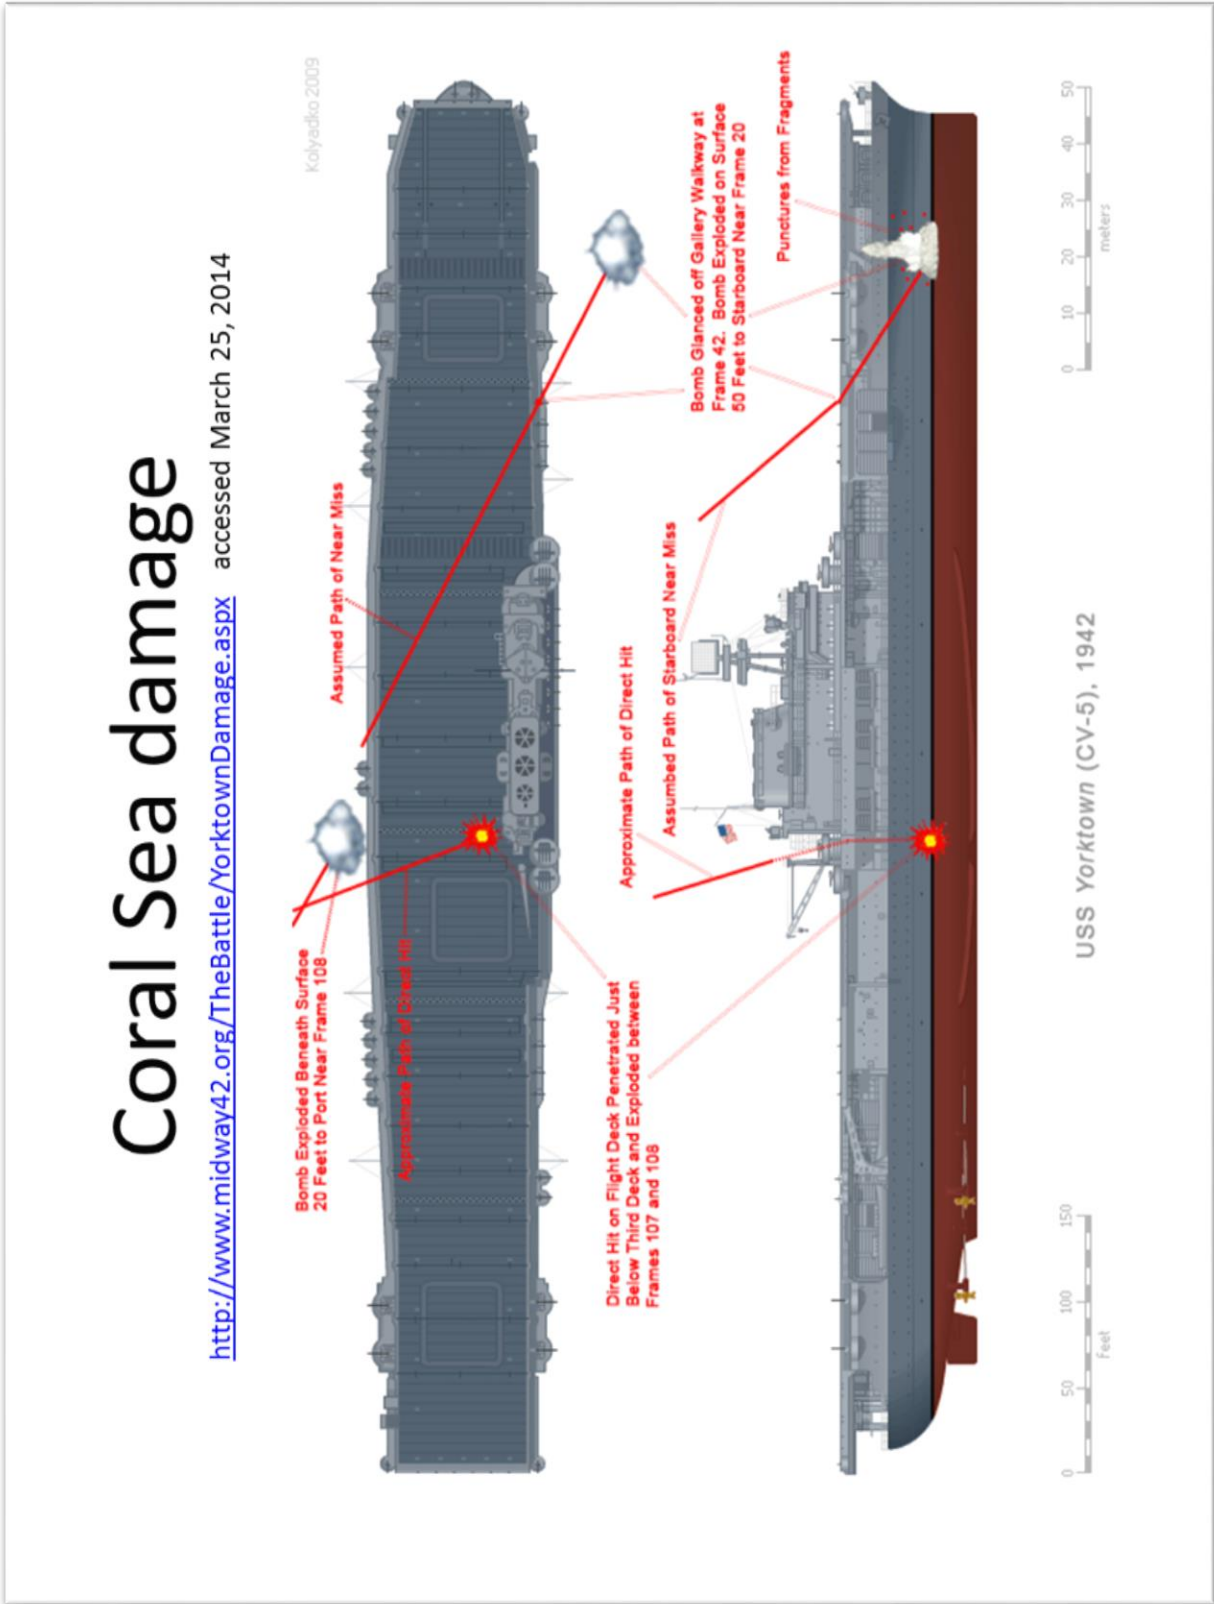 Coral Sea damage
http://www.midway42.org/TheBattle/YorktownDamage.aspx accessed March 25, 2014
Kolyadko 2009
Bomb Exploded Beneath Surface
20 Feet to Port Near Frame 108
Assumed Path of Near Miss
Approximate Path of Direct Hit
Direct Hit on Flight Deck Penetrated Just
Below Third Deck and Exploded between
Frames 107 and 108
Approximate Path of Direct Hit
Assumbed Path of Starboard Near Miss
Bomb Glanced off Gallery Walkway at
Frame 42. Bomb Exploded on Surface
50 Feet to Starboard Near Frame 20
Punctures from Fragments
0 50 100 150
Feet
USS Yorktown (CV-5), 1942
0 10 20 30 40 50
meters